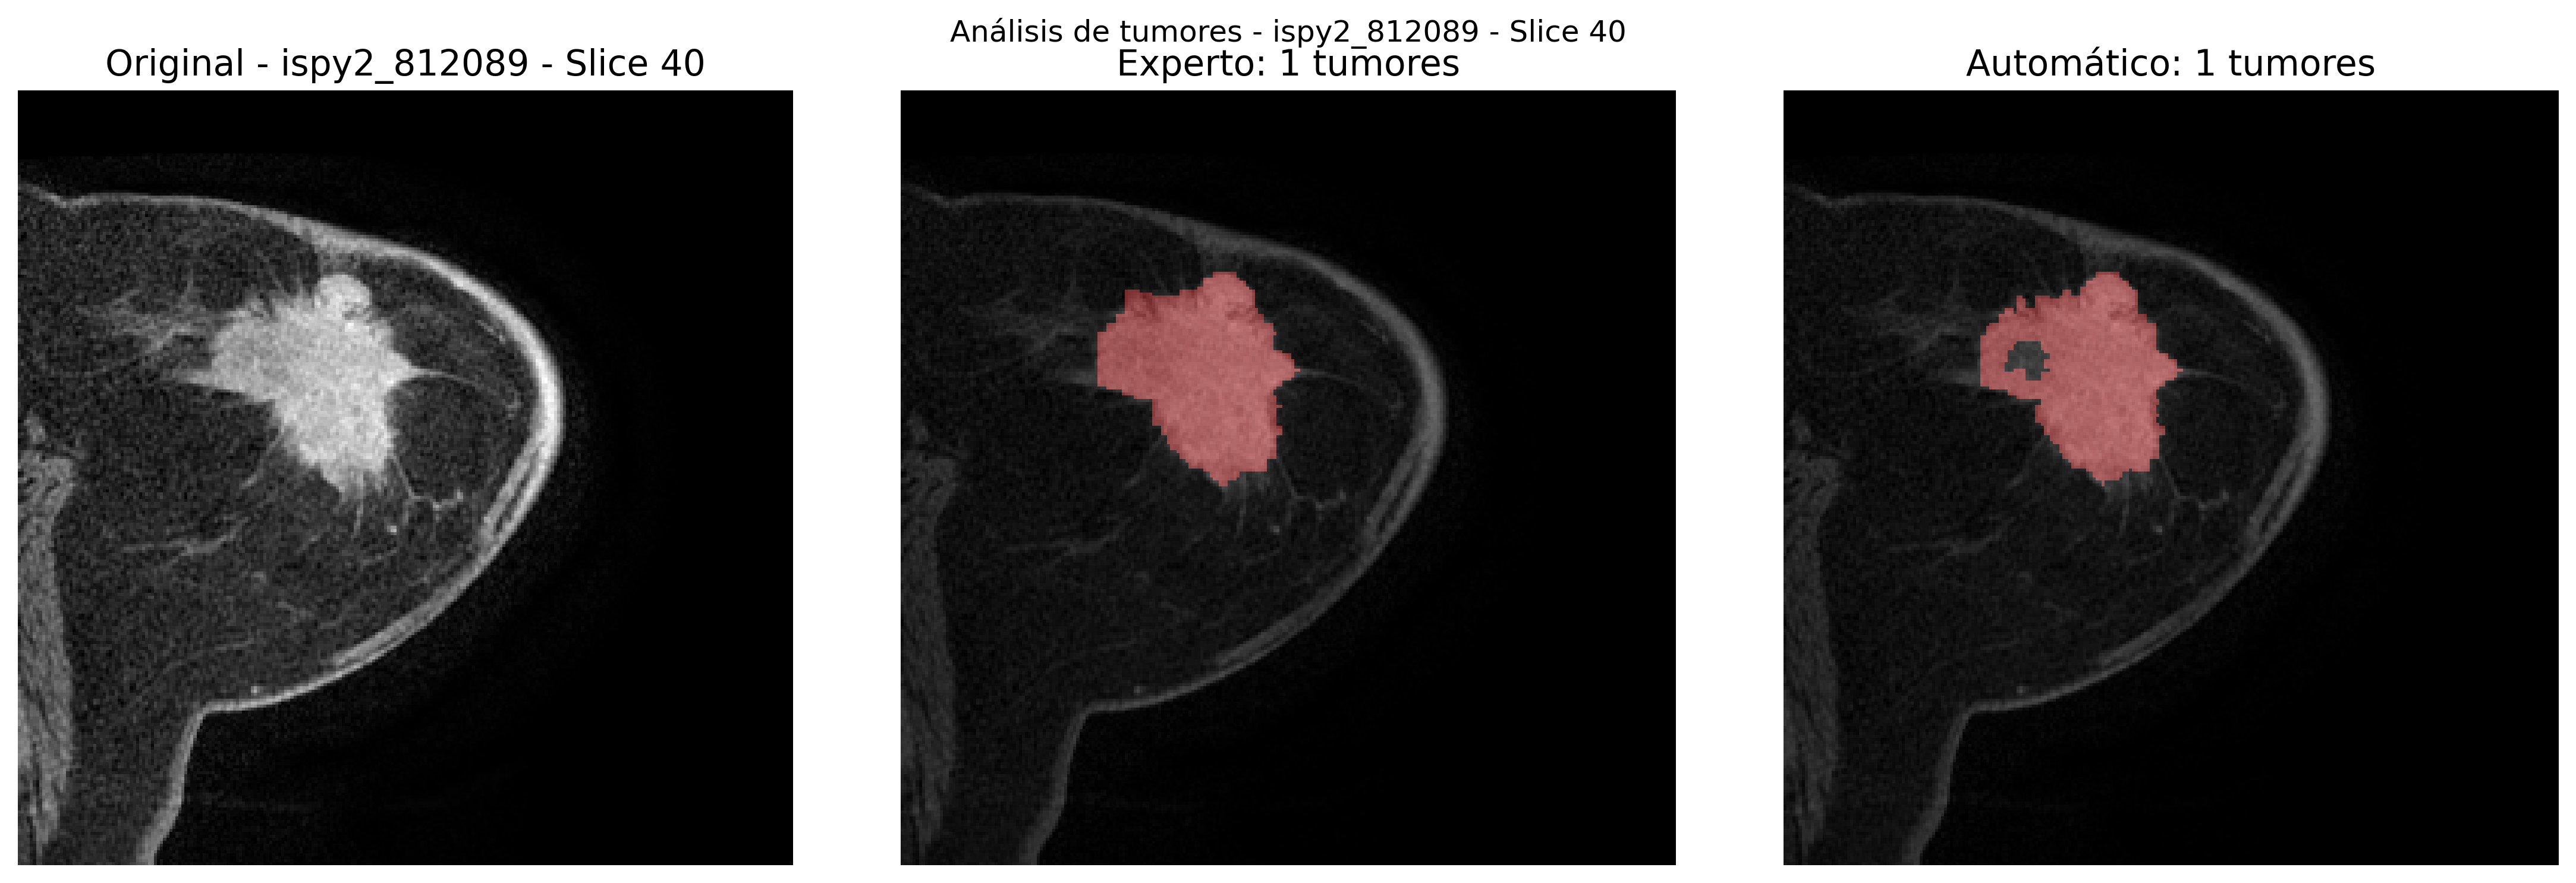 Análisis de tumores - ispy2_812089 - Slice 40
Original - ispy2_812089 - Slice 40
Experto: 1 tumores
Automático: 1 tumores